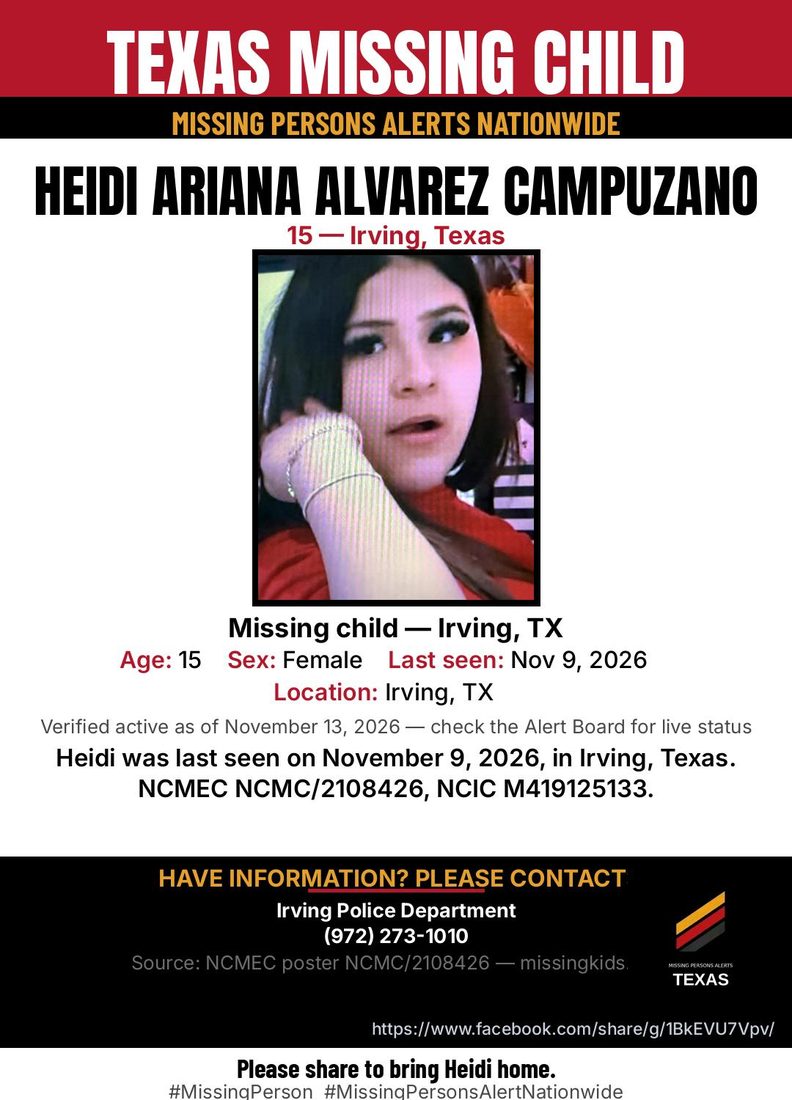 TEXAS MISSING CHILD
MISSING PERSONS ALERTS NATIONWIDE
HEIDI ARIANA ALVAREZ CAMPUZANO
15 — Irving, Texas
Missing child — Irving, TX
Age: 15 Sex: Female Last seen: Nov 9, 2026
Location: Irving, TX
Verified active as of November 13, 2026 — check the Alert Board for live status
Heidi was last seen on November 9, 2026, in Irving, Texas.
NCMEC NCMC/2108426, NCIC M419125133.
HAVE INFORMATION? PLEASE CONTACT
Irving Police Department
(972) 273-1010
Source: NCMEC poster NCMC/2108426 — missingkids.
MISSING PERSONS ALERTS
TEXAS
https://www.facebook.com/share/g/1BkEVU7Vpv/
Please share to bring Heidi home.
#MissingPerson #MissingPersonsAlertNationwide